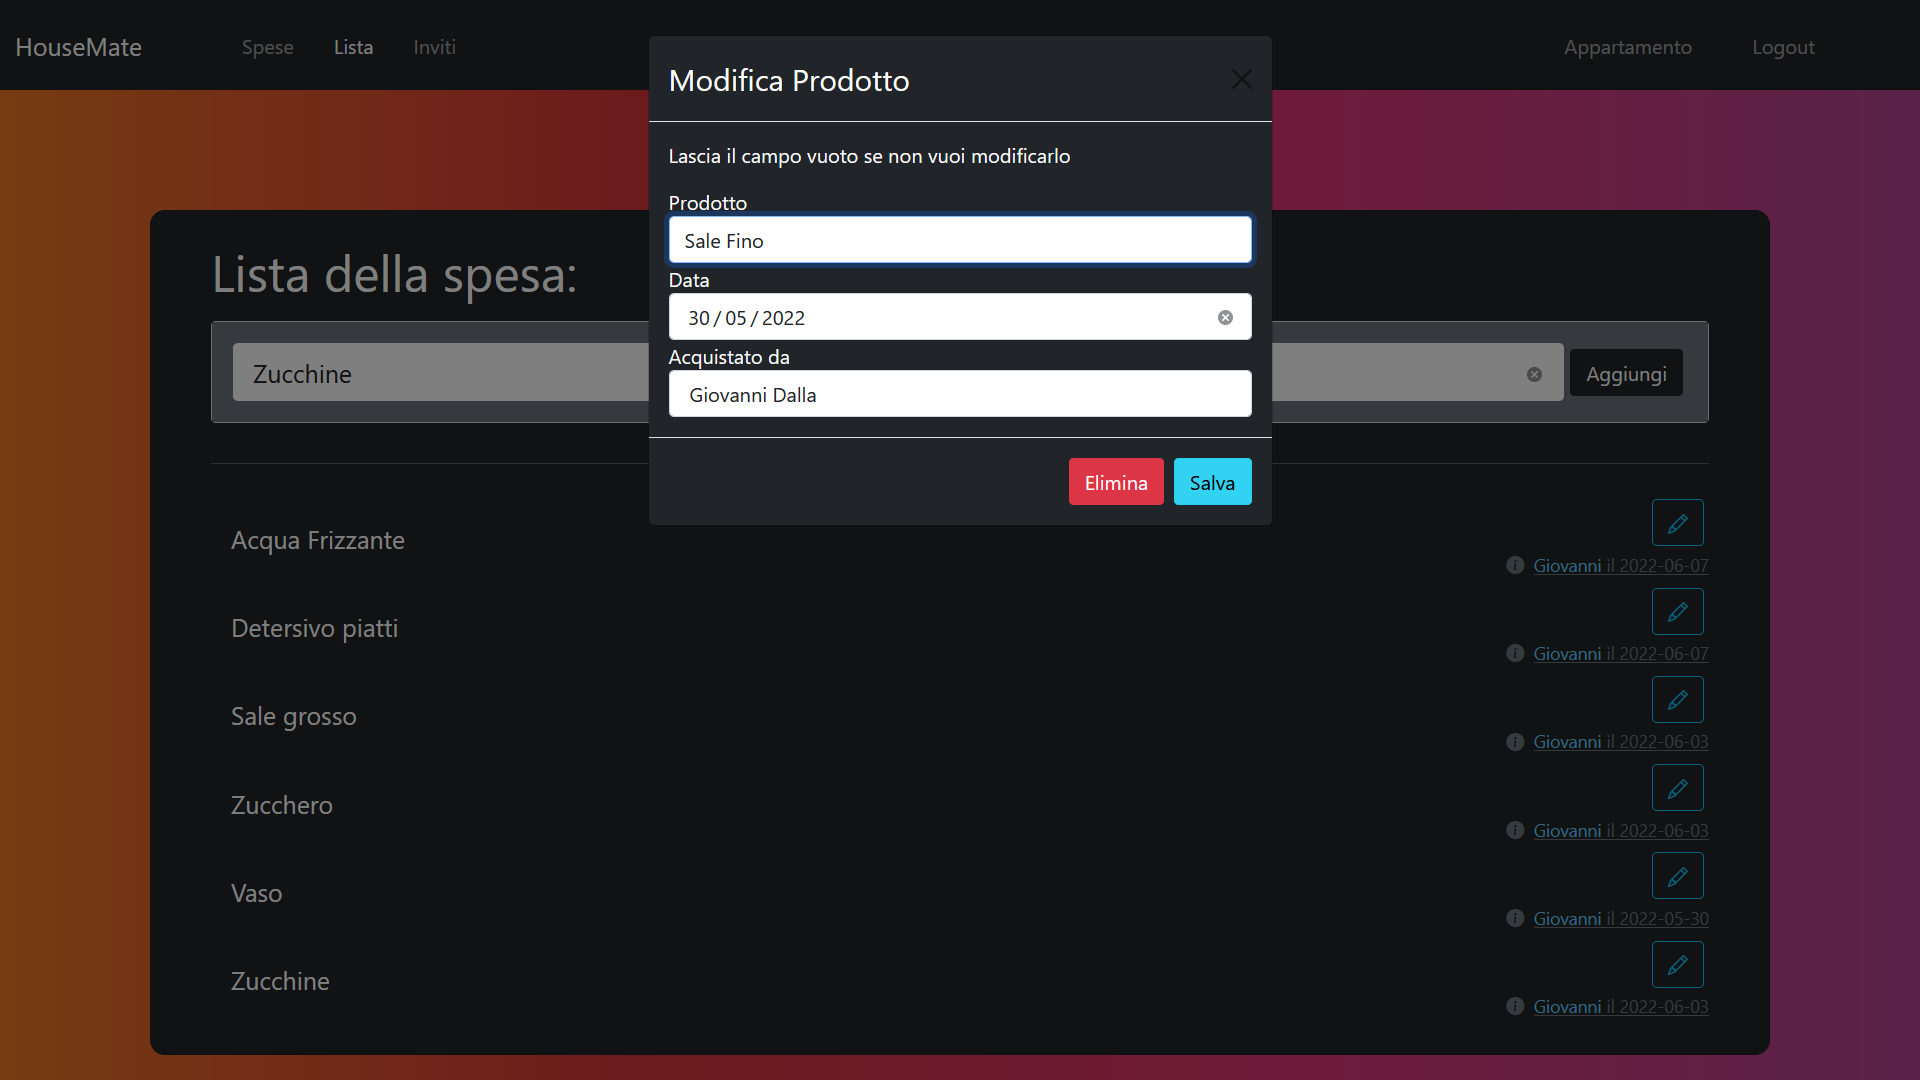 HouseMate Spese Lista Inviti Appartamento Logout
Modifica Prodotto
Lascia il campo vuoto se non vuoi modificarlo
Prodotto
Sale Fino
Data
30/05/2022
Acquistato da
Giovanni Dalla
Elimina Salva
Lista della spesa:
Zucchine Aggiungi
Acqua Frizzante
Giovanni il 2022-06-07
Detersivo piatti
Giovanni il 2022-06-07
Sale grosso
Giovanni il 2022-06-03
Zucchero
Giovanni il 2022-06-03
Vaso
Giovanni il 2022-05-30
Zucchine
Giovanni il 2022-06-03